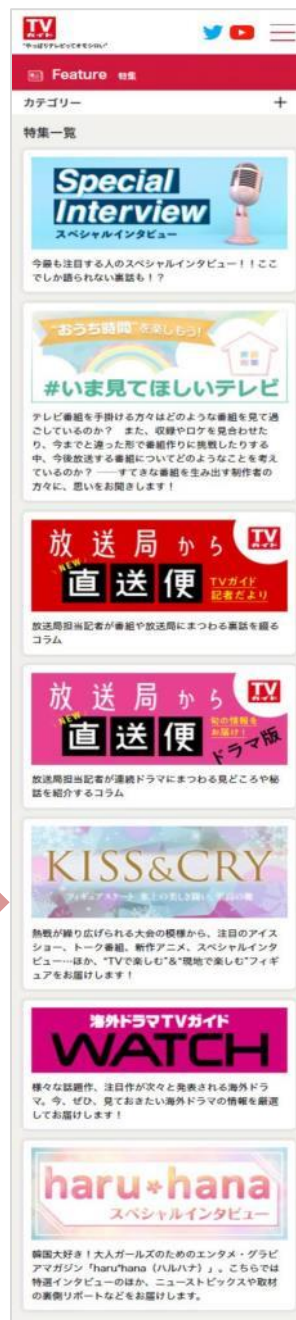 TV
ガイド
"やっぱりテレビってオモシロい"
Feature 特集
カテゴリー +
特集一覧
Special
Interview
スペシャルインタビュー
今最も注目する人のスペシャルインタビュー！！ここ
でしか語られない裏話も！？
"おうち時間"を楽しもう!
#いま見てほしいテレビ
テレビ番組を手掛ける方々はどのような番組を見て過
ごしているのか？　また、収録やロケを見合わせた
り、今までと違った形で番組作りに挑戦したりする
中、今後放送する番組についてどのようなことを考え
ているのか？ ――すてきな番組を生み出す制作者の
方々に、思いをお聞きします！
放送局から
TV
ガイド
NEW
直送便
TVガイド
記者だより
放送局担当記者が番組や放送局にまつわる裏話を綴る
コラム
放送局から
TV
ガイド
NEW
直送便
旬の情報を
お届け!
ドラマ版
放送局担当記者が連続ドラマにまつわる見どころや秘
話を紹介するコラム
KISS&CRY
熱戦が繰り広げられる大会の模様から、注目のアイス
ショー、トーク番組、新作アニメ、スペシャルインタ
ビュー…ほか、“TVで楽しむ”&“現地で楽しむ”フィギ
ュアをお届けします！
海外ドラマTVガイド
WATCH
様々な話題作、注目作が次々と発表される海外ドラ
マ。今、ぜひ、見ておきたい海外ドラマの情報を厳選
してお届けします！
haru*hana
スペシャルインタビュー
韓国大好き！大人ガールズのためのエンタメ・グラビ
アマガジン「haru*hana（ハルハナ）」。こちらでは
特選インタビューのほか、ニューストピックスや取材
の裏側リポートなどをお届けします。